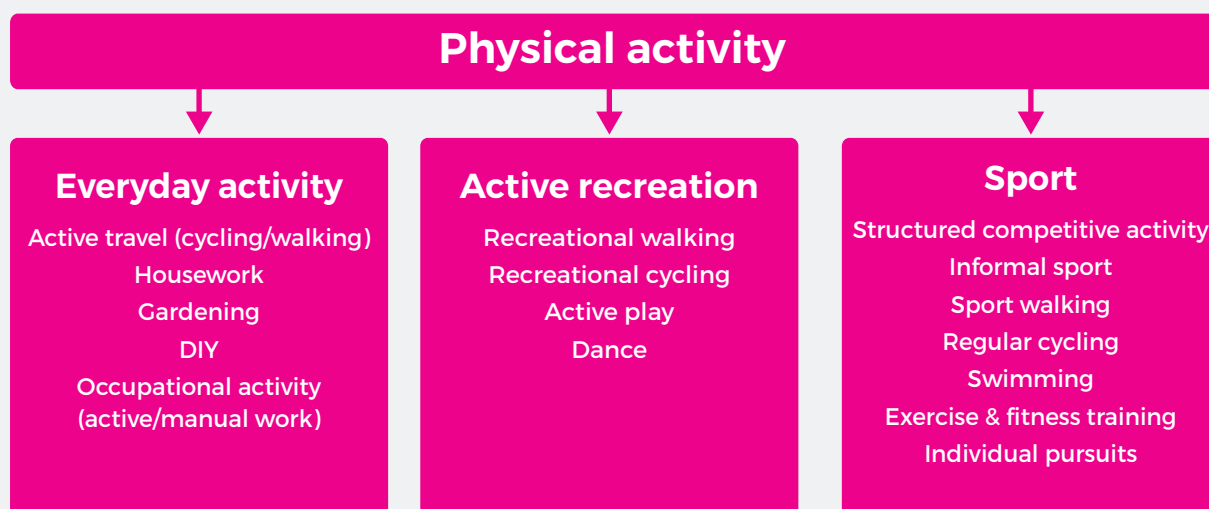 Physical activity
Everyday activity
Active travel (cycling/walking)
Housework
Gardening
DIY
Occupational activity
(active/manual work)
Active recreation
Recreational walking
Recreational cycling
Active play
Dance
Sport
Structured competitive activity
Informal sport
Sport walking
Regular cycling
Swimming
Exercise & fitness training
Individual pursuits